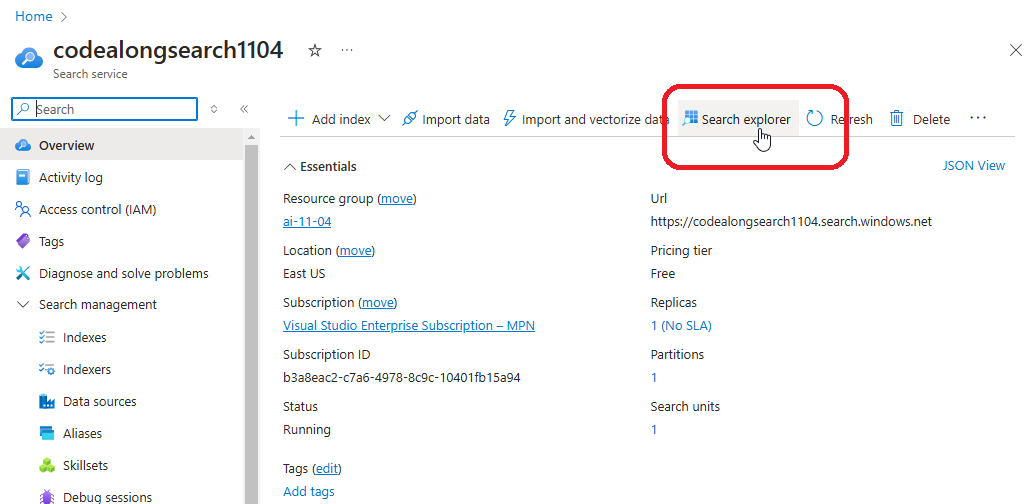 Home
codealongsearch1104
Search service
Search
Overview
Activity log
Access control (IAM)
Tags
Diagnose and solve problems
Search management
Indexes
Indexers
Data sources
Aliases
Skillsets
Debug sessions
Add index
Import data
Import and vectorize data
Search explorer
Refresh
Delete
Essentials
JSON View
Resource group (move)
ai-11-04
Location (move)
East US
Subscription (move)
Visual Studio Enterprise Subscription – MPN
Subscription ID
b3a8eac2-c7a6-4978-8c9c-10401fb15a94
Status
Running
Url
https://codealongsearch1104.search.windows.net
Pricing tier
Free
Replicas
1 (No SLA)
Partitions
1
Search units
1
Tags (edit)
Add tags